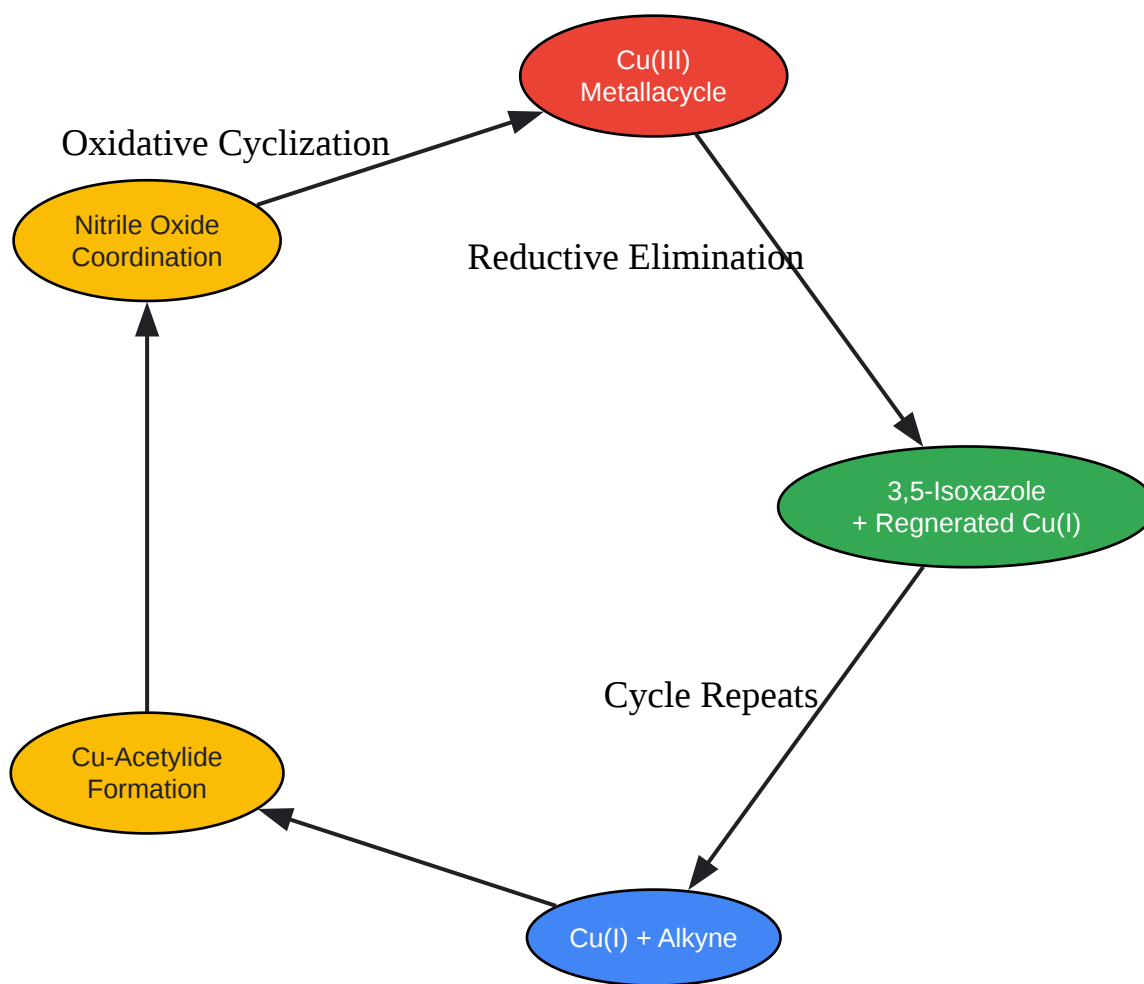 Cu(III)
Metallacycle
Oxidative Cyclization
Nitrile Oxide
Coordination
Reductive Elimination
3,5-Isoxazole
+ Regnerated Cu(I)
Cycle Repeats
Cu-Acetylide
Formation
Cu(I) + Alkyne